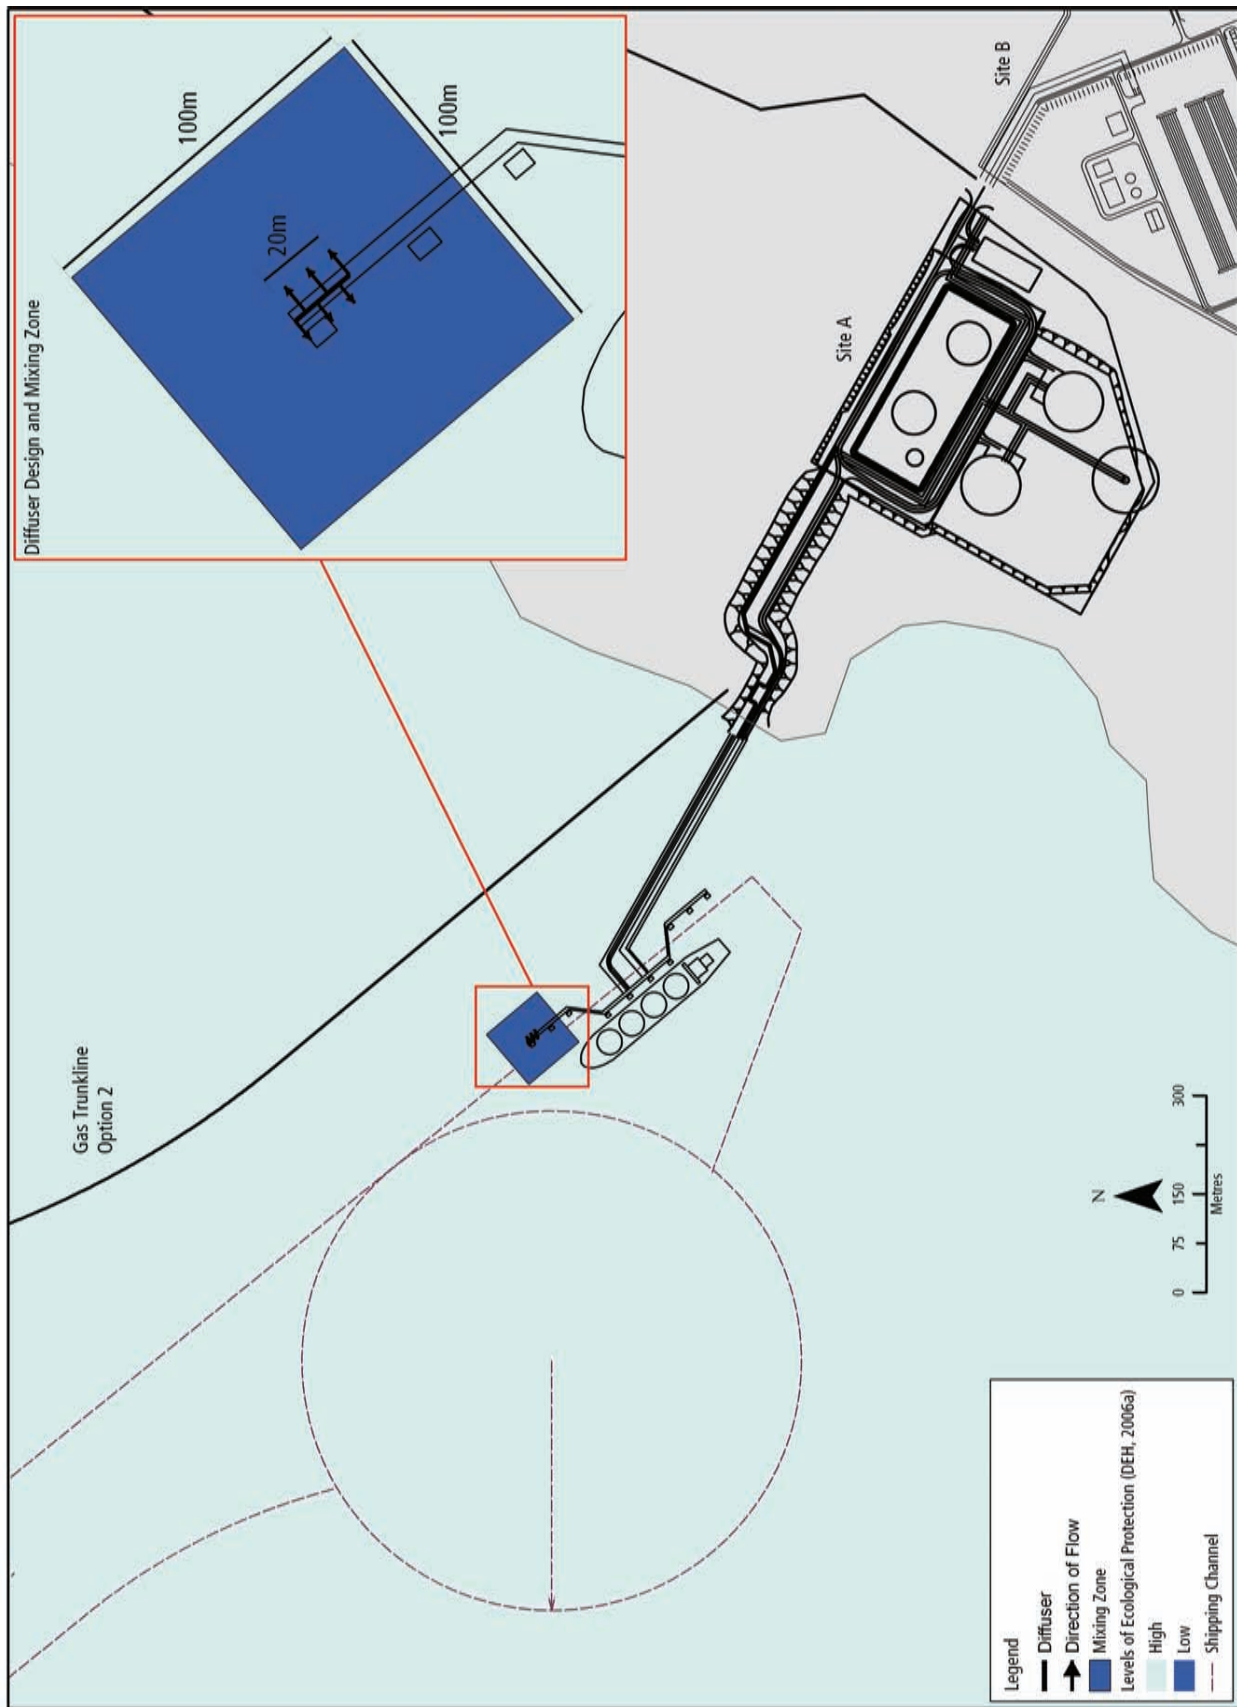 Diffuser Design and Mixing Zone
100m
100m
20m
Site B
Site A
Gas Trunkline
Option 2
N
0 75 150 300
Metres
Legend
Diffuser
Direction of Flow
Mixing Zone
Levels of Ecological Protection (DEH, 2006a)
High
Low
Shipping Channel